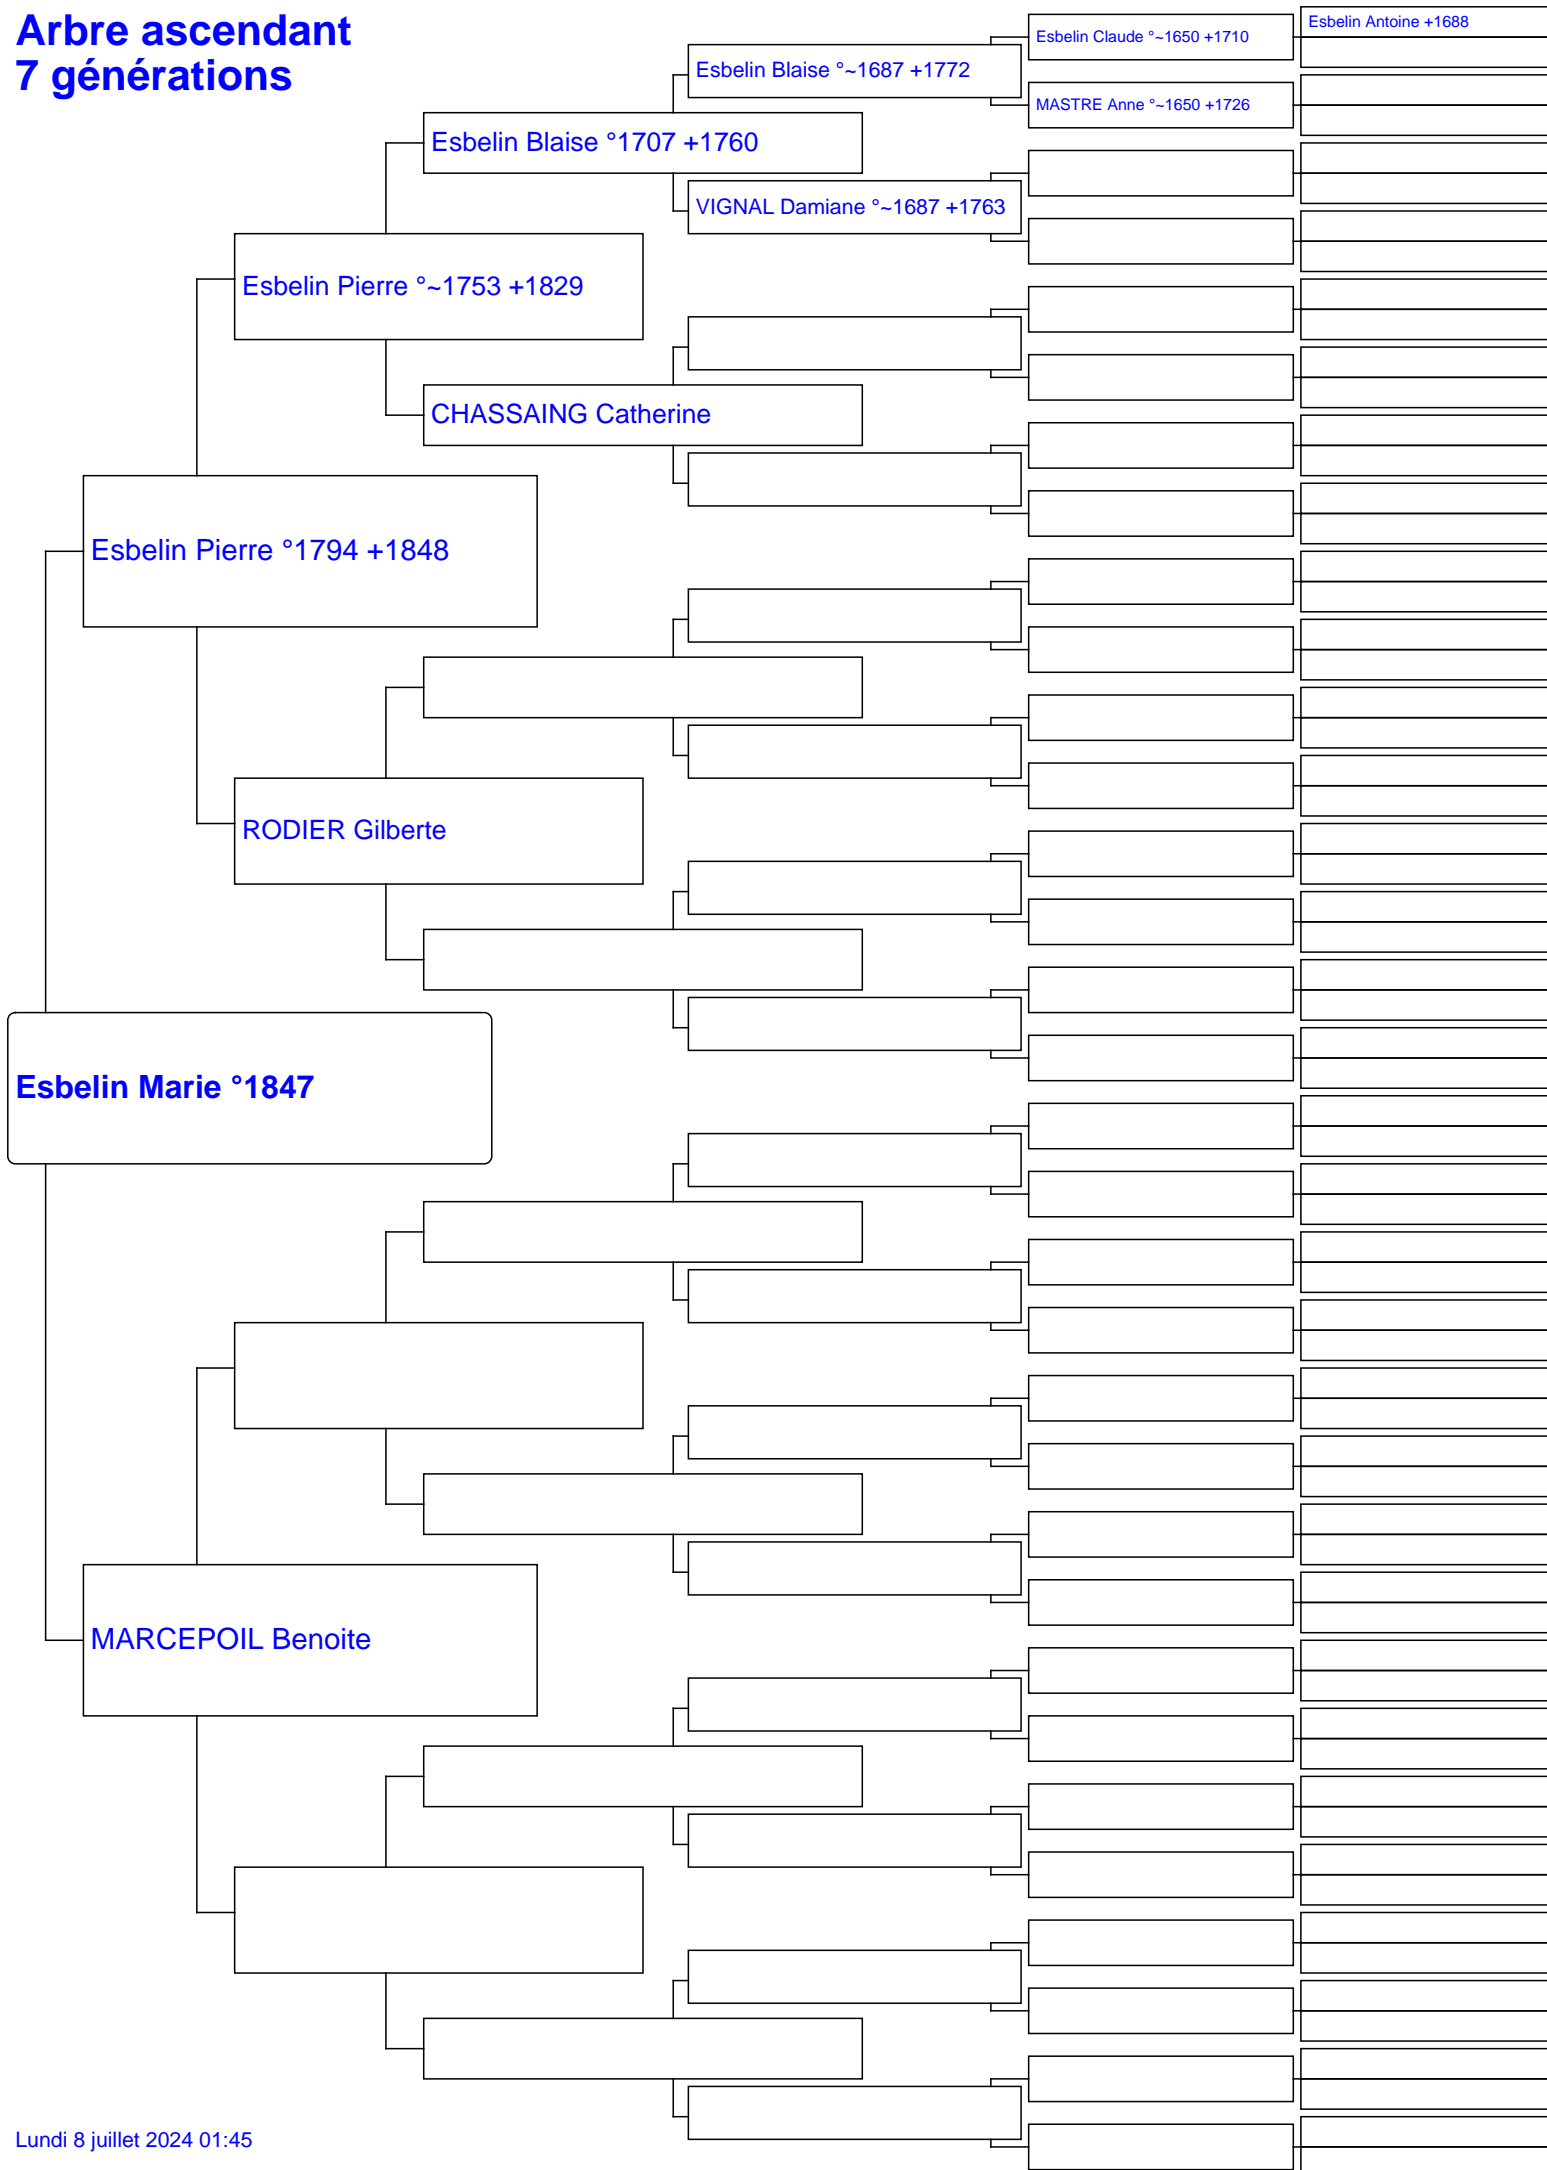 Arbre ascendant
7 générations
Esbelin Antoine +1688
Esbelin Claude °~1650 +1710
Esbelin Blaise °~1687 +1772
MASTRE Anne °~1650 +1726
Esbelin Blaise °1707 +1760
VIGNAL Damiane °~1687 +1763
Esbelin Pierre °~1753 +1829
CHASSAING Catherine
Esbelin Pierre °1794 +1848
RODIER Gilberte
Esbelin Marie °1847
MARCEPOIL Benoite
Lundi 8 juillet 2024 01:45